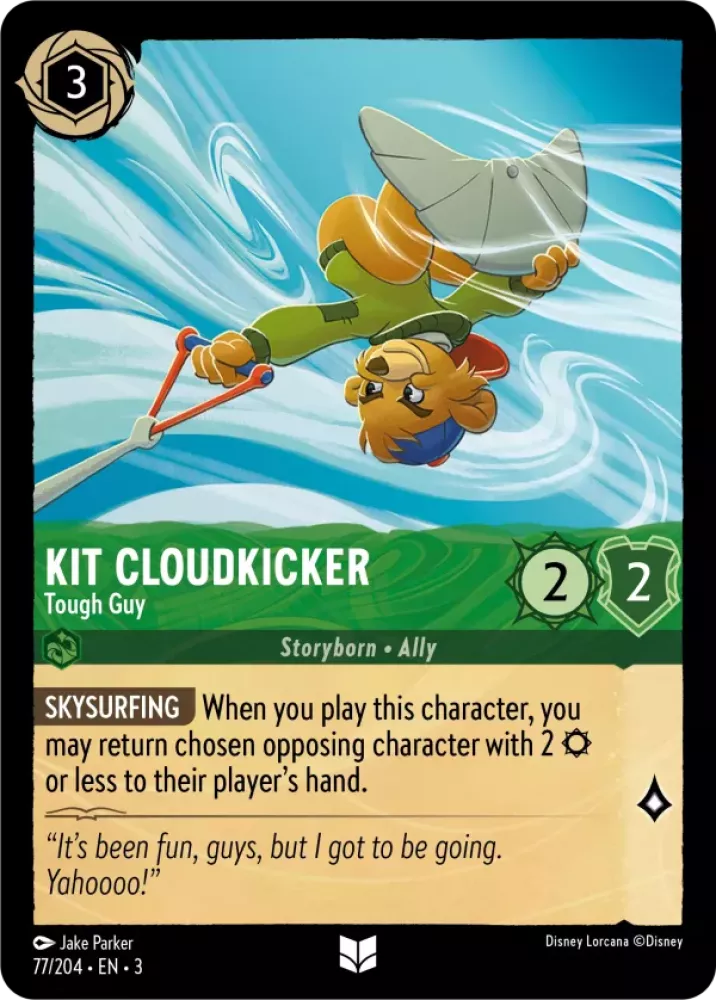 3
KIT CLOUDKICKER
Tough Guy
2
2
Storyborn • Ally
SKYSURFING When you play this character, you
may return chosen opposing character with 2
or less to their player's hand.
“It's been fun, guys, but I got to be going.
Yahoooo!”
Jake Parker
77/204 • EN • 3
Disney Lorcana ©Disney